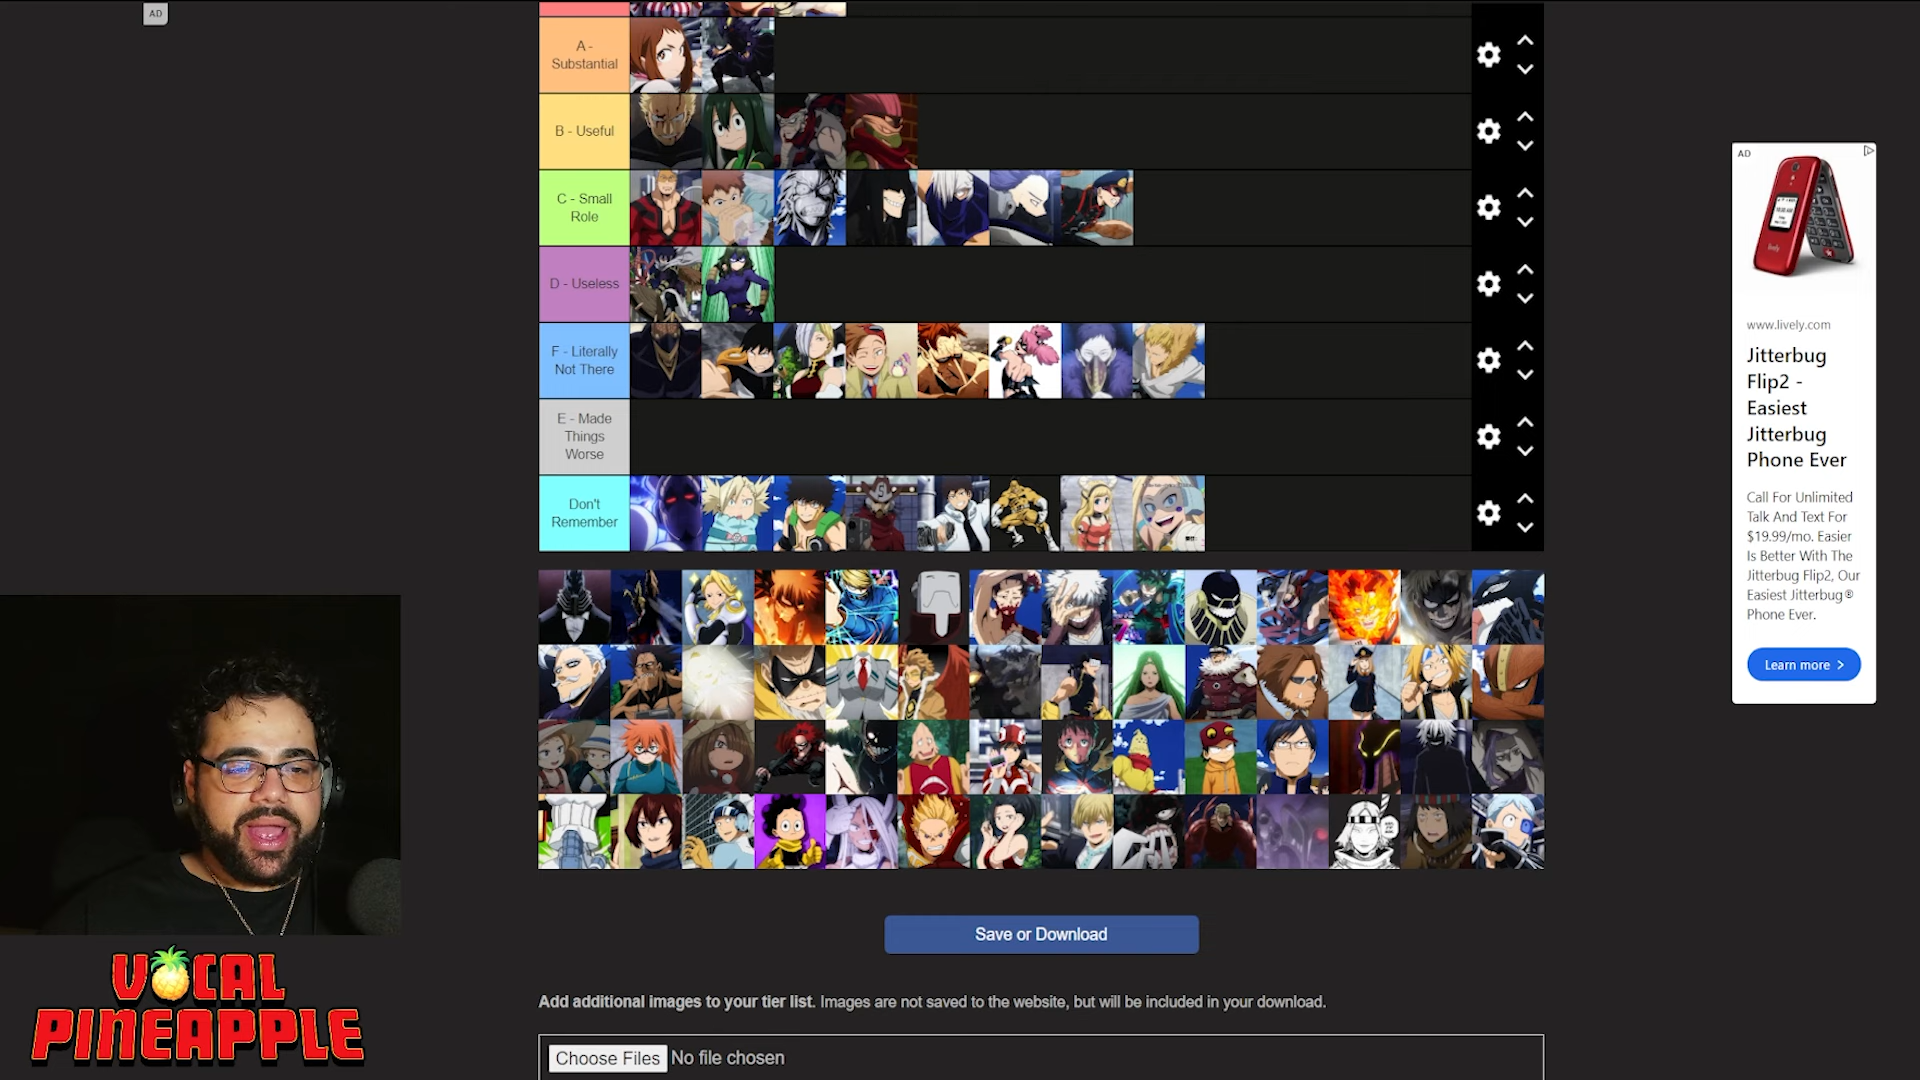 AD
A -
Substantial
B - Useful
C - Small
Role
D - Useless
F - Literally
Not There
E - Made
Things
Worse
Don't
Remember
AD
www.lively.com
Jitterbug
Flip2 -
Easiest
Jitterbug
Phone Ever
Call For Unlimited
Talk And Text For
$19.99/mo. Easier
Is Better With The
Jitterbug Flip2, Our
Easiest Jitterbug®
Phone Ever.
Learn more >
Save or Download
Add additional images to your tier list. Images are not saved to the website, but will be included in your download.
Choose Files No file chosen
VOCAL
PINEAPPLE